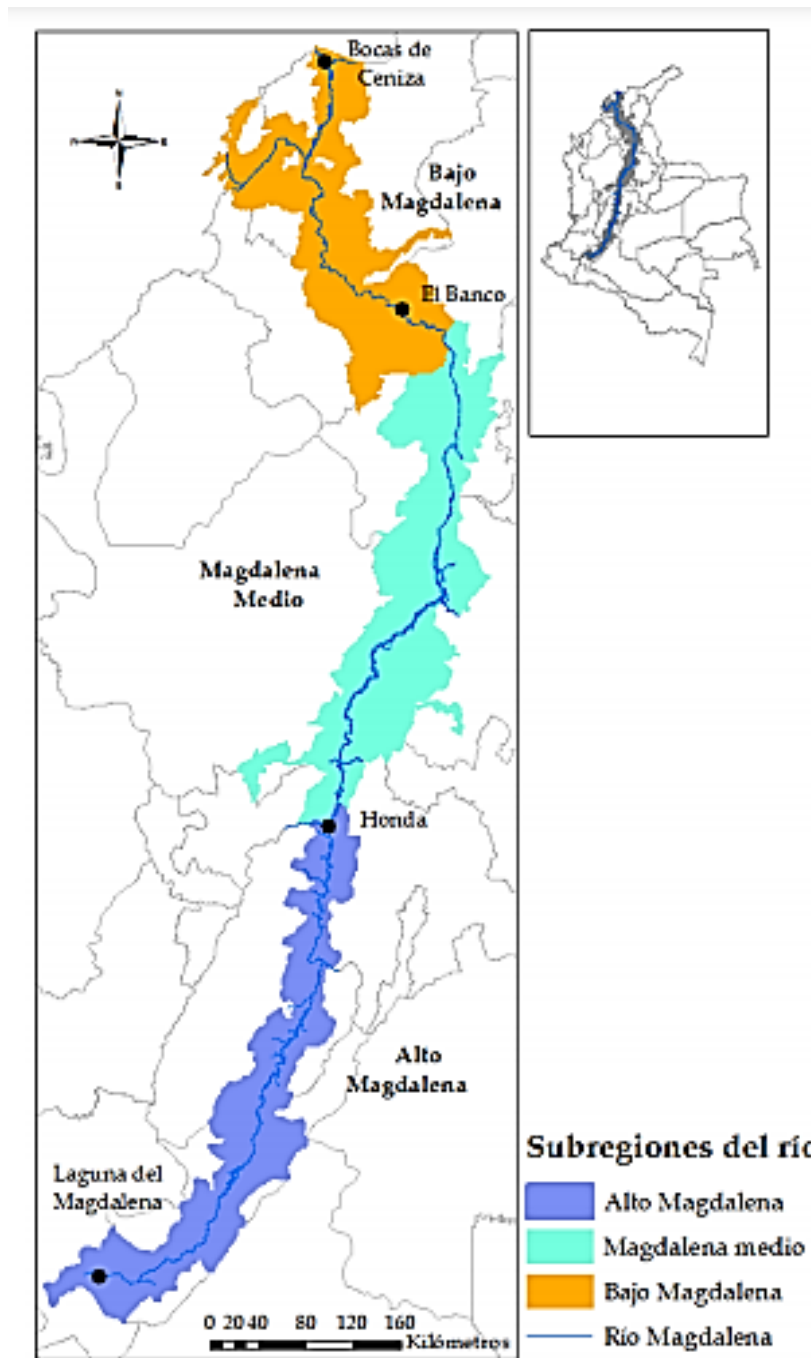 Bocas de
Ceniza
Bajo
Magdalena
El Banco
Magdalena
Medio
Honda
Alto
Magdalena
Laguna del
Magdalena
0 20 40 80 120 160
Kilómetros
Subregiones del río
Alto Magdalena
Magdalena medio
Bajo Magdalena
Río Magdalena